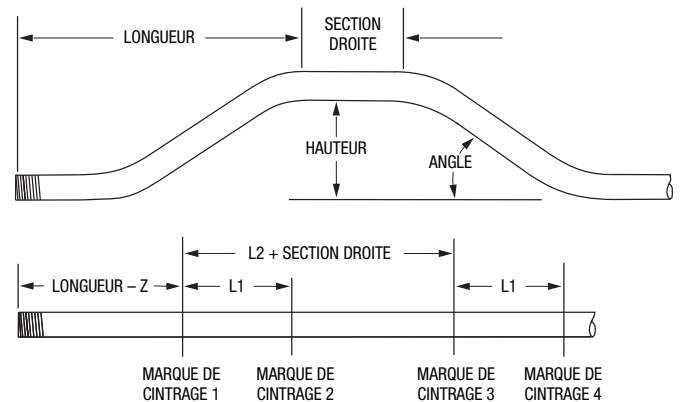 SECTION
DROITE
LONGUEUR
HAUTEUR
ANGLE
L2 + SECTION DROITE
LONGUEUR – Z
L1
L1
MARQUE DE
CINTRAGE 1
MARQUE DE
CINTRAGE 2
MARQUE DE
CINTRAGE 3
MARQUE DE
CINTRAGE 4